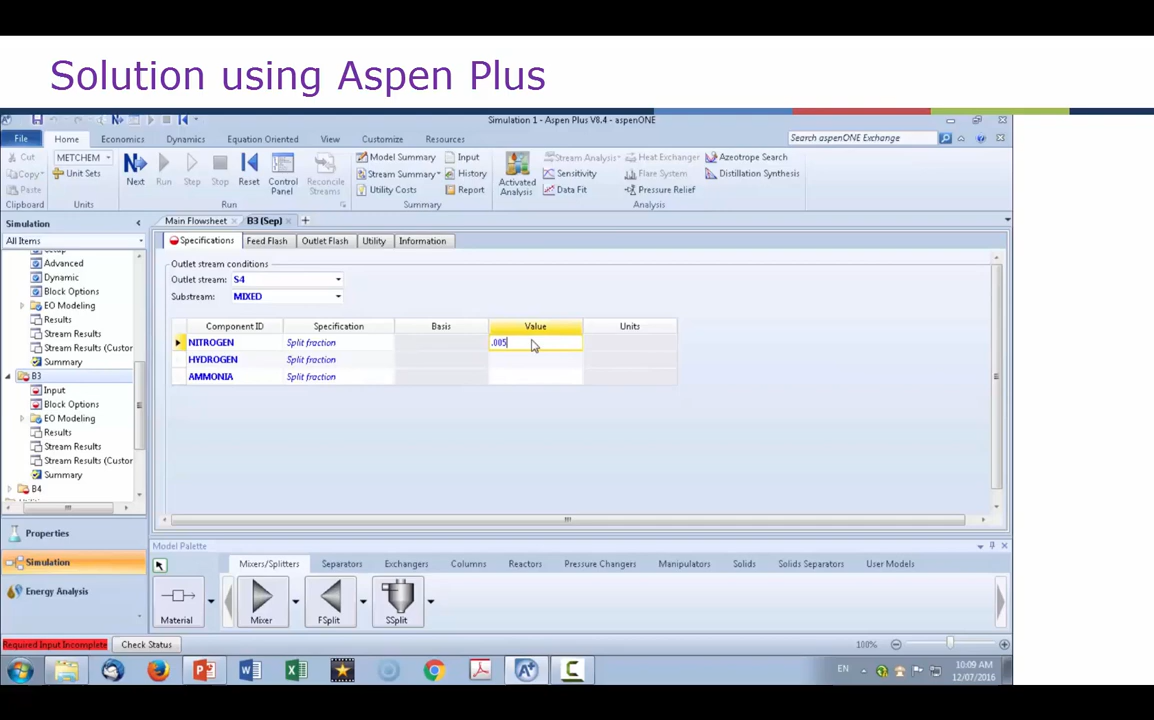 Solution using Aspen Plus
Simulation 1 - Aspen Plus V8.4 - aspenONE
File Home Economics Dynamics Equation Oriented View Customize Resources Search aspenONE Exchange
Cut METCHEM Model Summary Input Stream Analysis Heat Exchanger Azeotrope Search
Copy Unit Sets Next Run Step Stop Reset Control Panel Reconcile Streams Stream Summary History Activated Analysis Sensitivity Flare System Distillation Synthesis
Paste Utility Costs Report Data Fit Pressure Relief
Clipboard Units Run Summary Analysis
Simulation Main Flowsheet B3 (Sep)
All Items Specifications Feed Flash Outlet Flash Utility Information
Advanced
Dynamic
Block Options
EO Modeling
Results
Stream Results
Stream Results (Custor
Summary
B3
Input
Block Options
EO Modeling
Results
Stream Results
Stream Results (Custor
Summary
B4
Outlet stream conditions
Outlet stream: S4
Substream: MIXED
Component ID Specification Basis Value Units
NITROGEN Split fraction .005
HYDROGEN Split fraction
AMMONIA Split fraction
Properties
Simulation
Energy Analysis
Model Palette
Mixers/Splitters Separators Exchangers Columns Reactors Pressure Changers Manipulators Solids Solids Separators User Models
Material Mixer FSplit SSplit
Required Input Incomplete Check Status 100%
EN 10:09 AM
12/07/2016